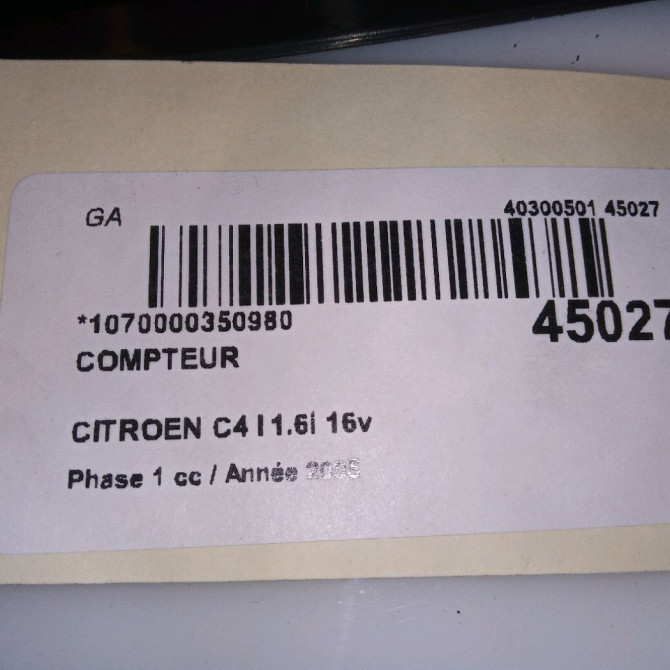 GA
40300501 45027
*1070000350980
45027
COMPTEUR
CITROEN C4 I 1.6i 16v
Phase 1 cc / Année